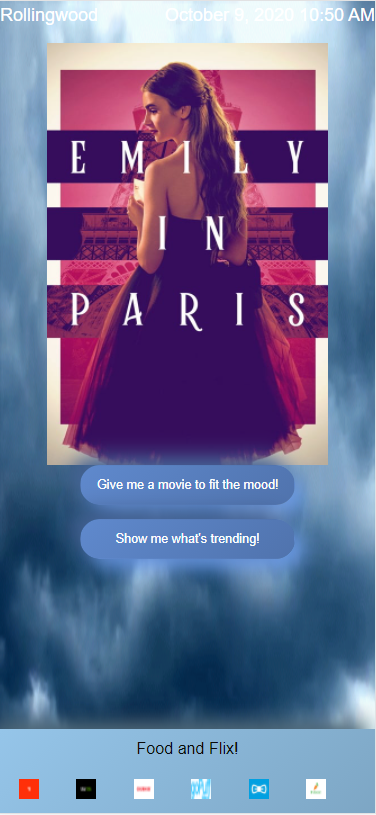 Rollingwood October 9, 2020 10:50 AM
EMILY
IN
PARIS
Give me a movie to fit the mood!
Show me what's trending!
Food and Flix!